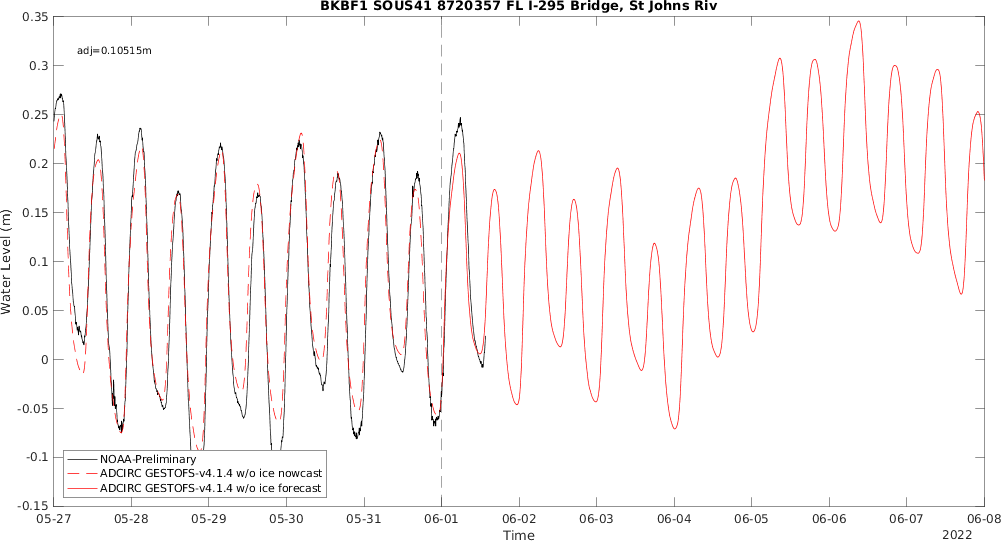 BKBF1 SOUS41 8720357 FL I-295 Bridge, St Johns Riv
adj=0.10515m
0.35
0.3
0.25
0.2
0.15
0.1
0.05
0
-0.05
-0.1
-0.15
Water Level (m)
NOAA-Preliminary
ADCIRC GESTOFS-v4.1.4 w/o ice nowcast
ADCIRC GESTOFS-v4.1.4 w/o ice forecast
05-27 05-28 05-29 05-30 05-31 06-01 06-02 06-03 06-04 06-05 06-06 06-07 06-08
Time
2022